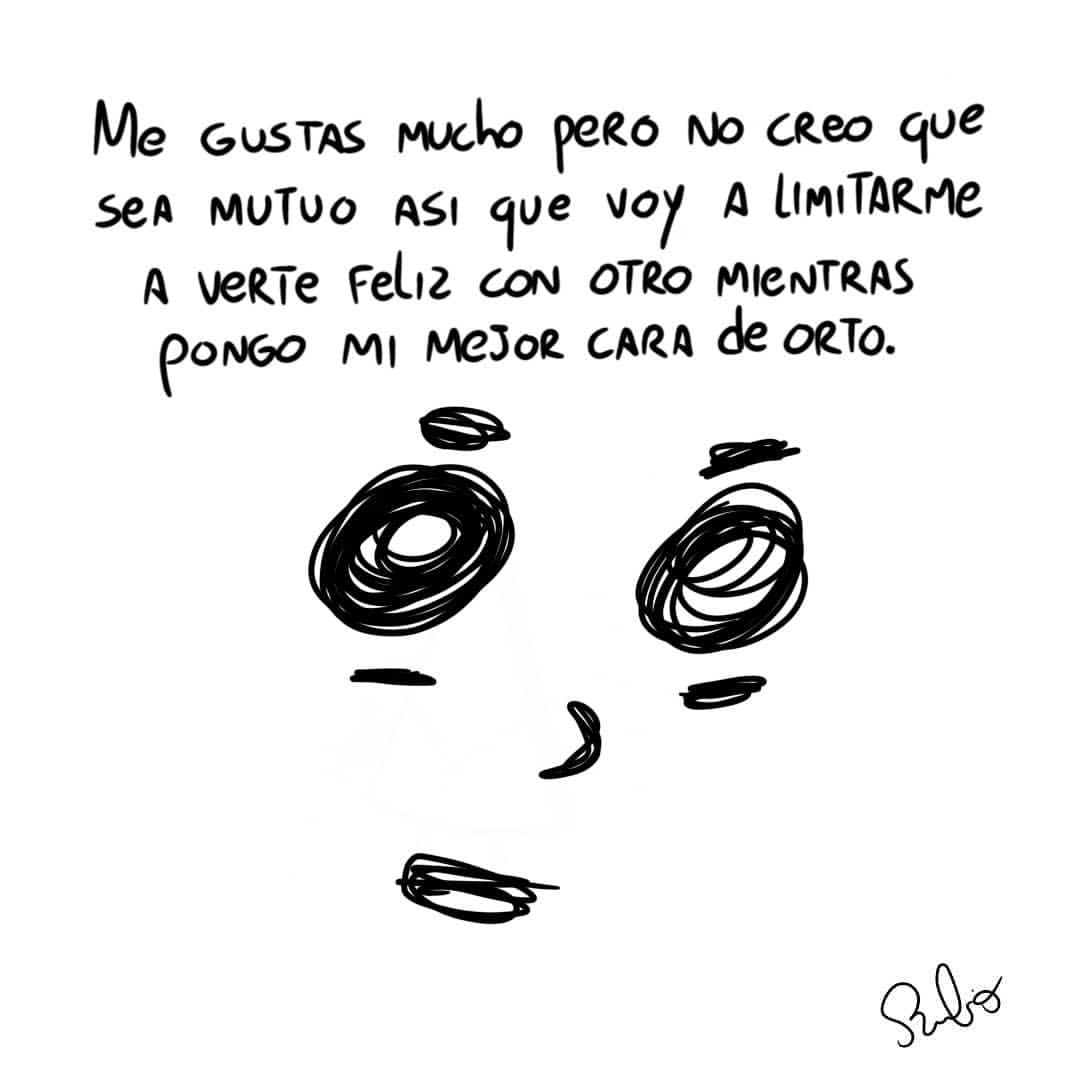 Me GUSTAS MUCho peRO NO CREO que
SeA MUTUO ASI que VOY A LIMITARMe
A VeRTe FeLIZ CON OTRO MIeNTRAS
PONGO MI MeJOR CARA de ORTO.